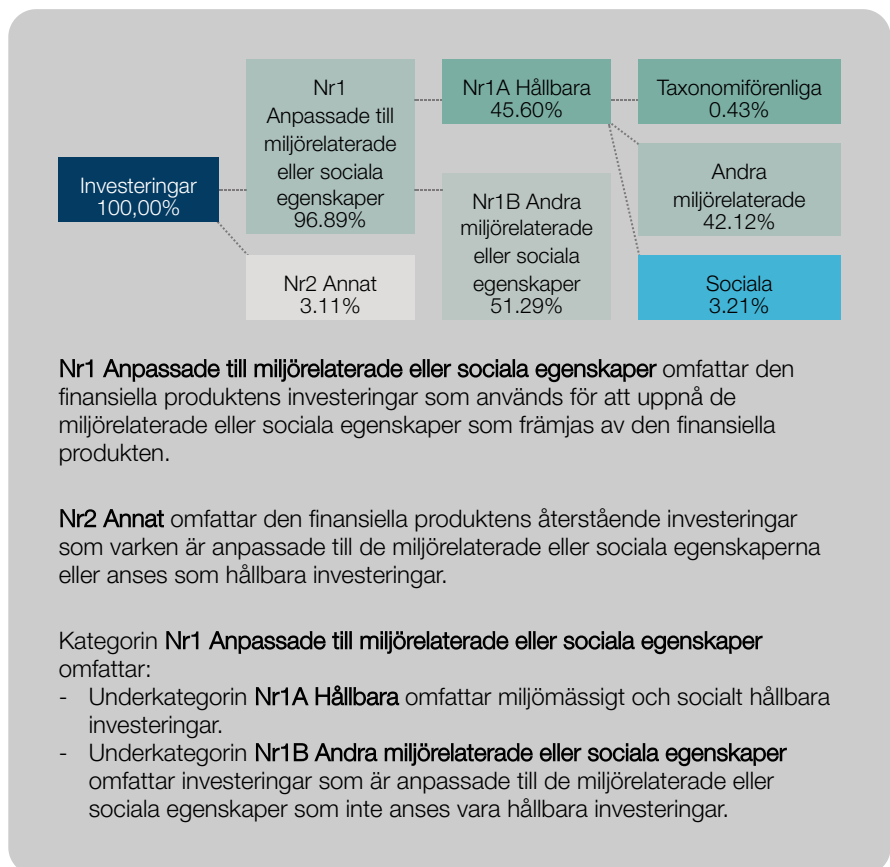 Investeringar
100,00%
Nr1
Anpassade till
miljörelaterade
eller sociala
egenskaper
96.89%
Nr2 Annat
3.11%
Nr1A Hållbara
45.60%
Nr1B Andra
miljörelaterade
eller sociala
egenskaper
51.29%
Taxonomiförenliga
0.43%
Andra
miljörelaterade
42.12%
Sociala
3.21%
Nr1 Anpassade till miljörelaterade eller sociala egenskaper omfattar den
finansiella produktens investeringar som används för att uppnå de
miljörelaterade eller sociala egenskaper som främjas av den finansiella
produkten.
Nr2 Annat omfattar den finansiella produktens återstående investeringar
som varken är anpassade till de miljörelaterade eller sociala egenskaperna
eller anses som hållbara investeringar.
Kategorin Nr1 Anpassade till miljörelaterade eller sociala egenskaper
omfattar:
- Underkategorin Nr1A Hållbara omfattar miljömässigt och socialt hållbara
investeringar.
- Underkategorin Nr1B Andra miljörelaterade eller sociala egenskaper
omfattar investeringar som är anpassade till de miljörelaterade eller
sociala egenskaper som inte anses vara hållbara investeringar.